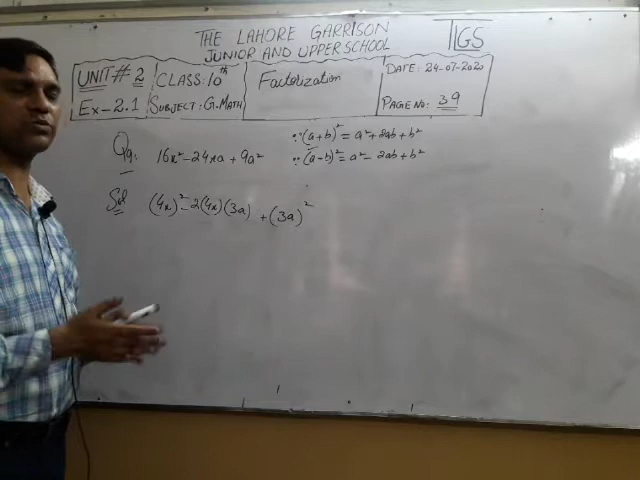 THE LAHORE GARRISON
JUNIOR AND UPPER SCHOOL
TLGS
UNIT # 2
Ex-2.1
CLASS: 10th
SUBJECT: G.MATH
Factorization
DATE: 24-07-2020
PAGE NO: 39
Q9: 16x² - 24xa + 9a²
∵ (a+b)² = a² + 2ab + b²
∵ (a-b)² = a² - 2ab + b²
Sol (4x)² - 2(4x)(3a) + (3a)²